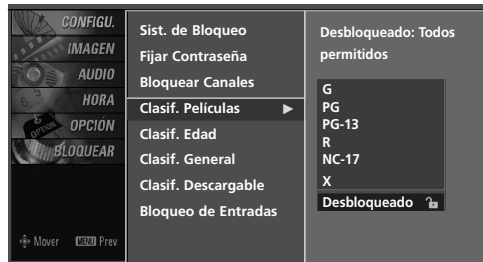 CONFIGU.
IMAGEN
AUDIO
HORA
OPCIÓN
BLOQUEAR
Mover MENU Prev
Sist. de Bloqueo
Fijar Contraseña
Bloquear Canales
Clasif. Películas ▶
Clasif. Edad
Clasif. General
Clasif. Descargable
Bloqueo de Entradas
Desbloqueado: Todos
permitidos
G
PG
PG-13
R
NC-17
X
Desbloqueado